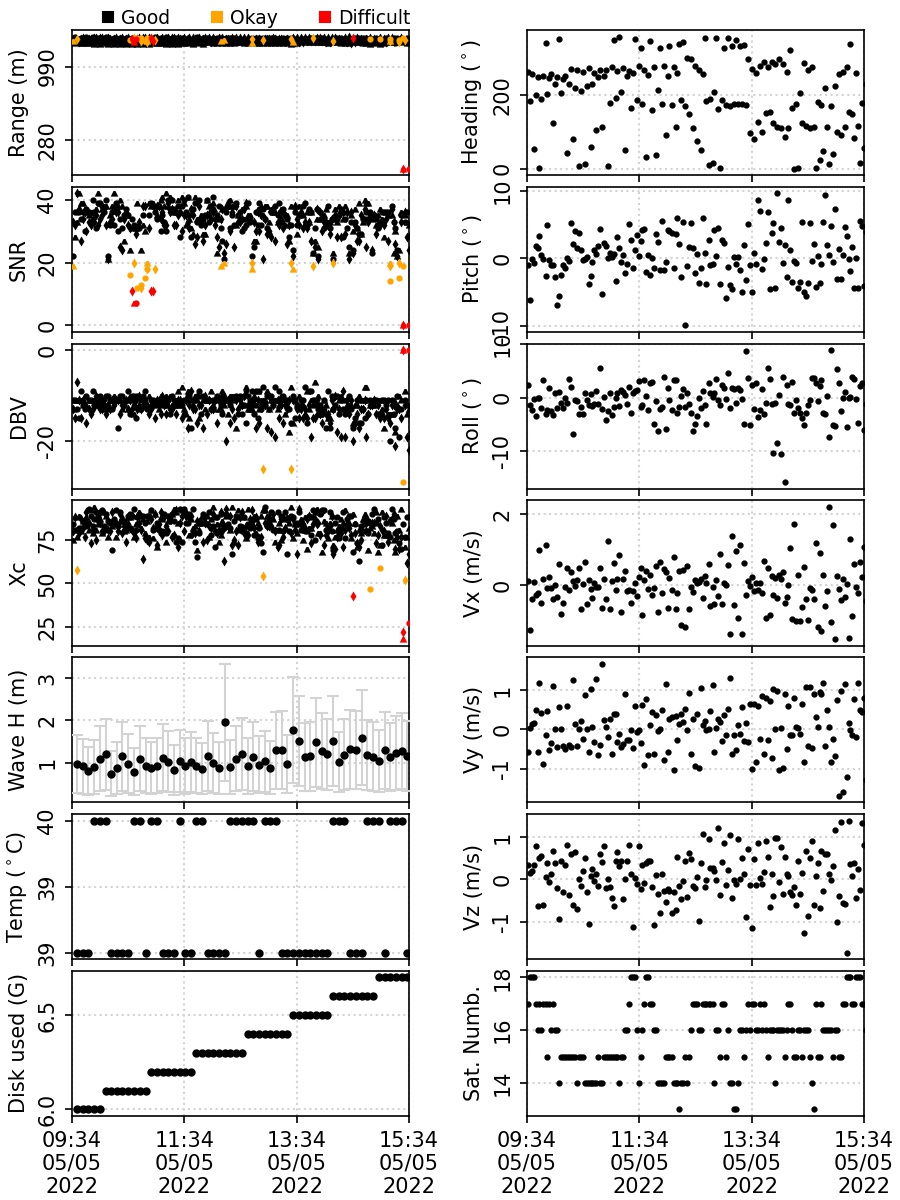 Good Okay Difficult
Range (m)
990
280
SNR
40
20
0
DBV
0
-20
Xc
75
50
25
Wave H (m)
3
2
1
Temp (°C)
40
39
39
Disk used (G)
6.5
6.0
09:34 11:34 13:34 15:34
05/05 05/05 05/05 05/05
2022 2022 2022 2022
Heading (°)
200
0
Pitch (°)
10
0
-10
Roll (°)
10
0
-10
Vx (m/s)
2
0
Vy (m/s)
1
0
-1
Vz (m/s)
1
0
-1
Sat. Numb.
18
16
14
09:34 11:34 13:34 15:34
05/05 05/05 05/05 05/05
2022 2022 2022 2022